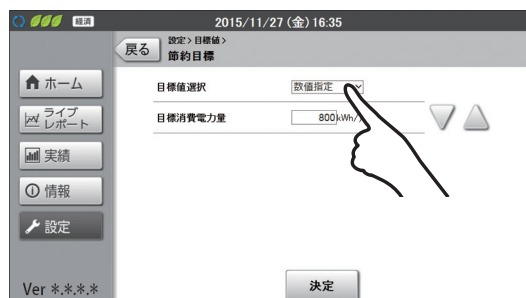 経済
2015/11/27 (金) 16:35
戻る
設定>目標値>
節約目標
ホーム
ライブ
レポート
実績
情報
設定
Ver *.*.*.*
目標値選択
数値指定
目標消費電力量
800 kWh/
決定